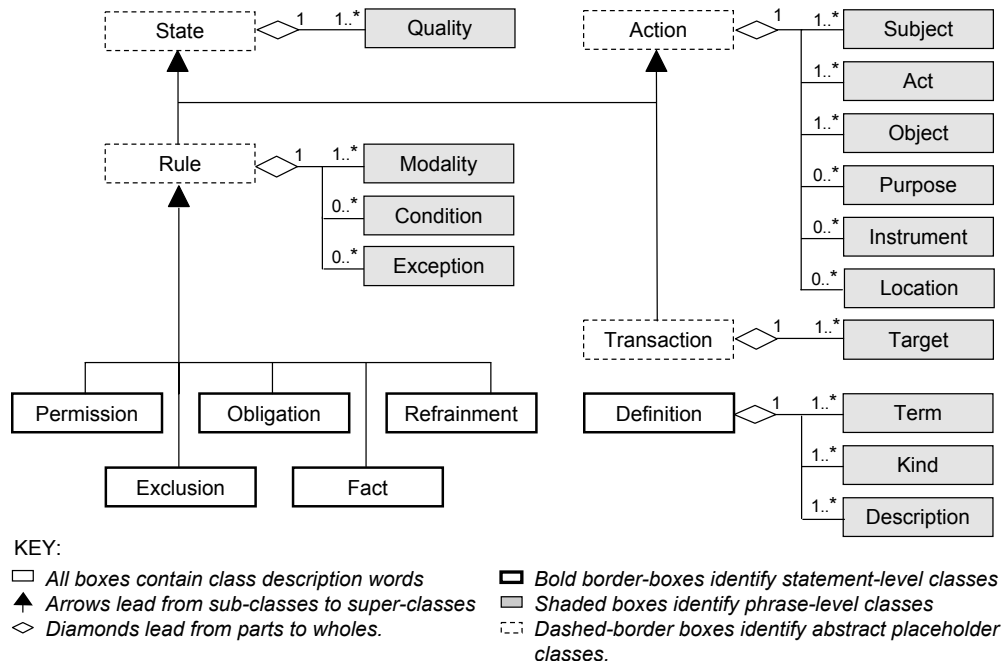 State 1 1..* Quality
Action 1 1..* Subject
1..* Act
1..* Object
0..* Purpose
0..* Instrument
0..* Location
Rule 1 1..* Modality
0..* Condition
0..* Exception
Transaction 1 1..* Target
Permission Obligation Refrainment
Exclusion Fact
Definition 1 1..* Term
1..* Kind
1..* Description
KEY:
All boxes contain class description words
Arrows lead from sub-classes to super-classes
Diamonds lead from parts to wholes.
Bold border-boxes identify statement-level classes
Shaded boxes identify phrase-level classes
Dashed-border boxes identify abstract placeholder
classes.